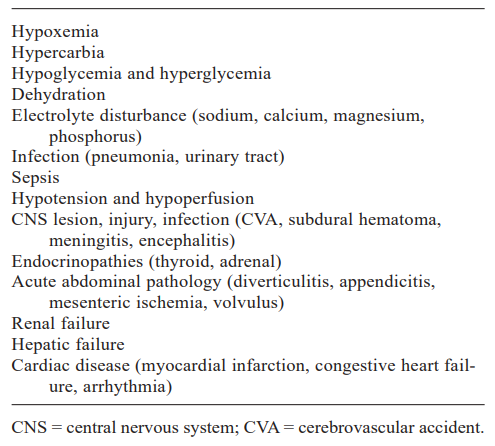 Hypoxemia
Hypercarbia
Hypoglycemia and hyperglycemia
Dehydration
Electrolyte disturbance (sodium, calcium, magnesium,
phosphorus)
Infection (pneumonia, urinary tract)
Sepsis
Hypotension and hypoperfusion
CNS lesion, injury, infection (CVA, subdural hematoma,
meningitis, encephalitis)
Endocrinopathies (thyroid, adrenal)
Acute abdominal pathology (diverticulitis, appendicitis,
mesenteric ischemia, volvulus)
Renal failure
Hepatic failure
Cardiac disease (myocardial infarction, congestive heart fail-
ure, arrhythmia)
CNS = central nervous system; CVA = cerebrovascular accident.